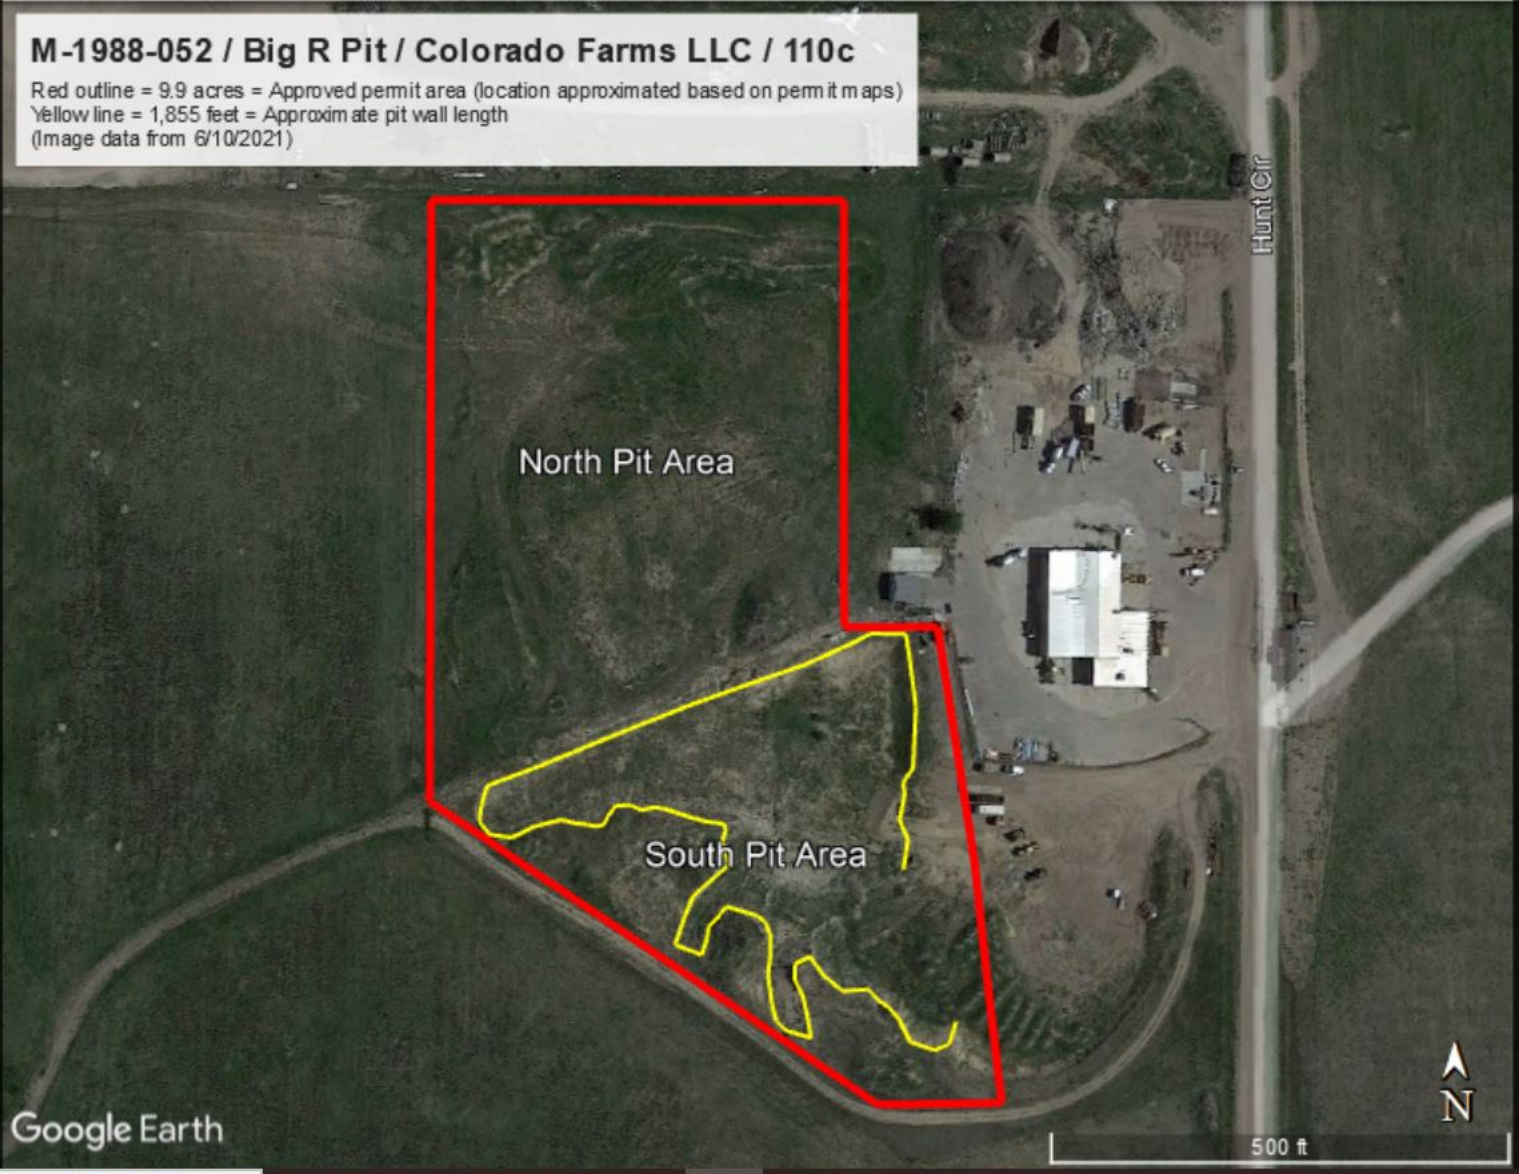 M-1988-052 / Big R Pit / Colorado Farms LLC / 110c
Red outline = 9.9 acres = Approved permit area (location approximated based on permit maps)
Yellow line = 1,855 feet = Approximate pit wall length
(Image data from 6/10/2021)
Hunt Cir
North Pit Area
South Pit Area
N
Google Earth
500 ft